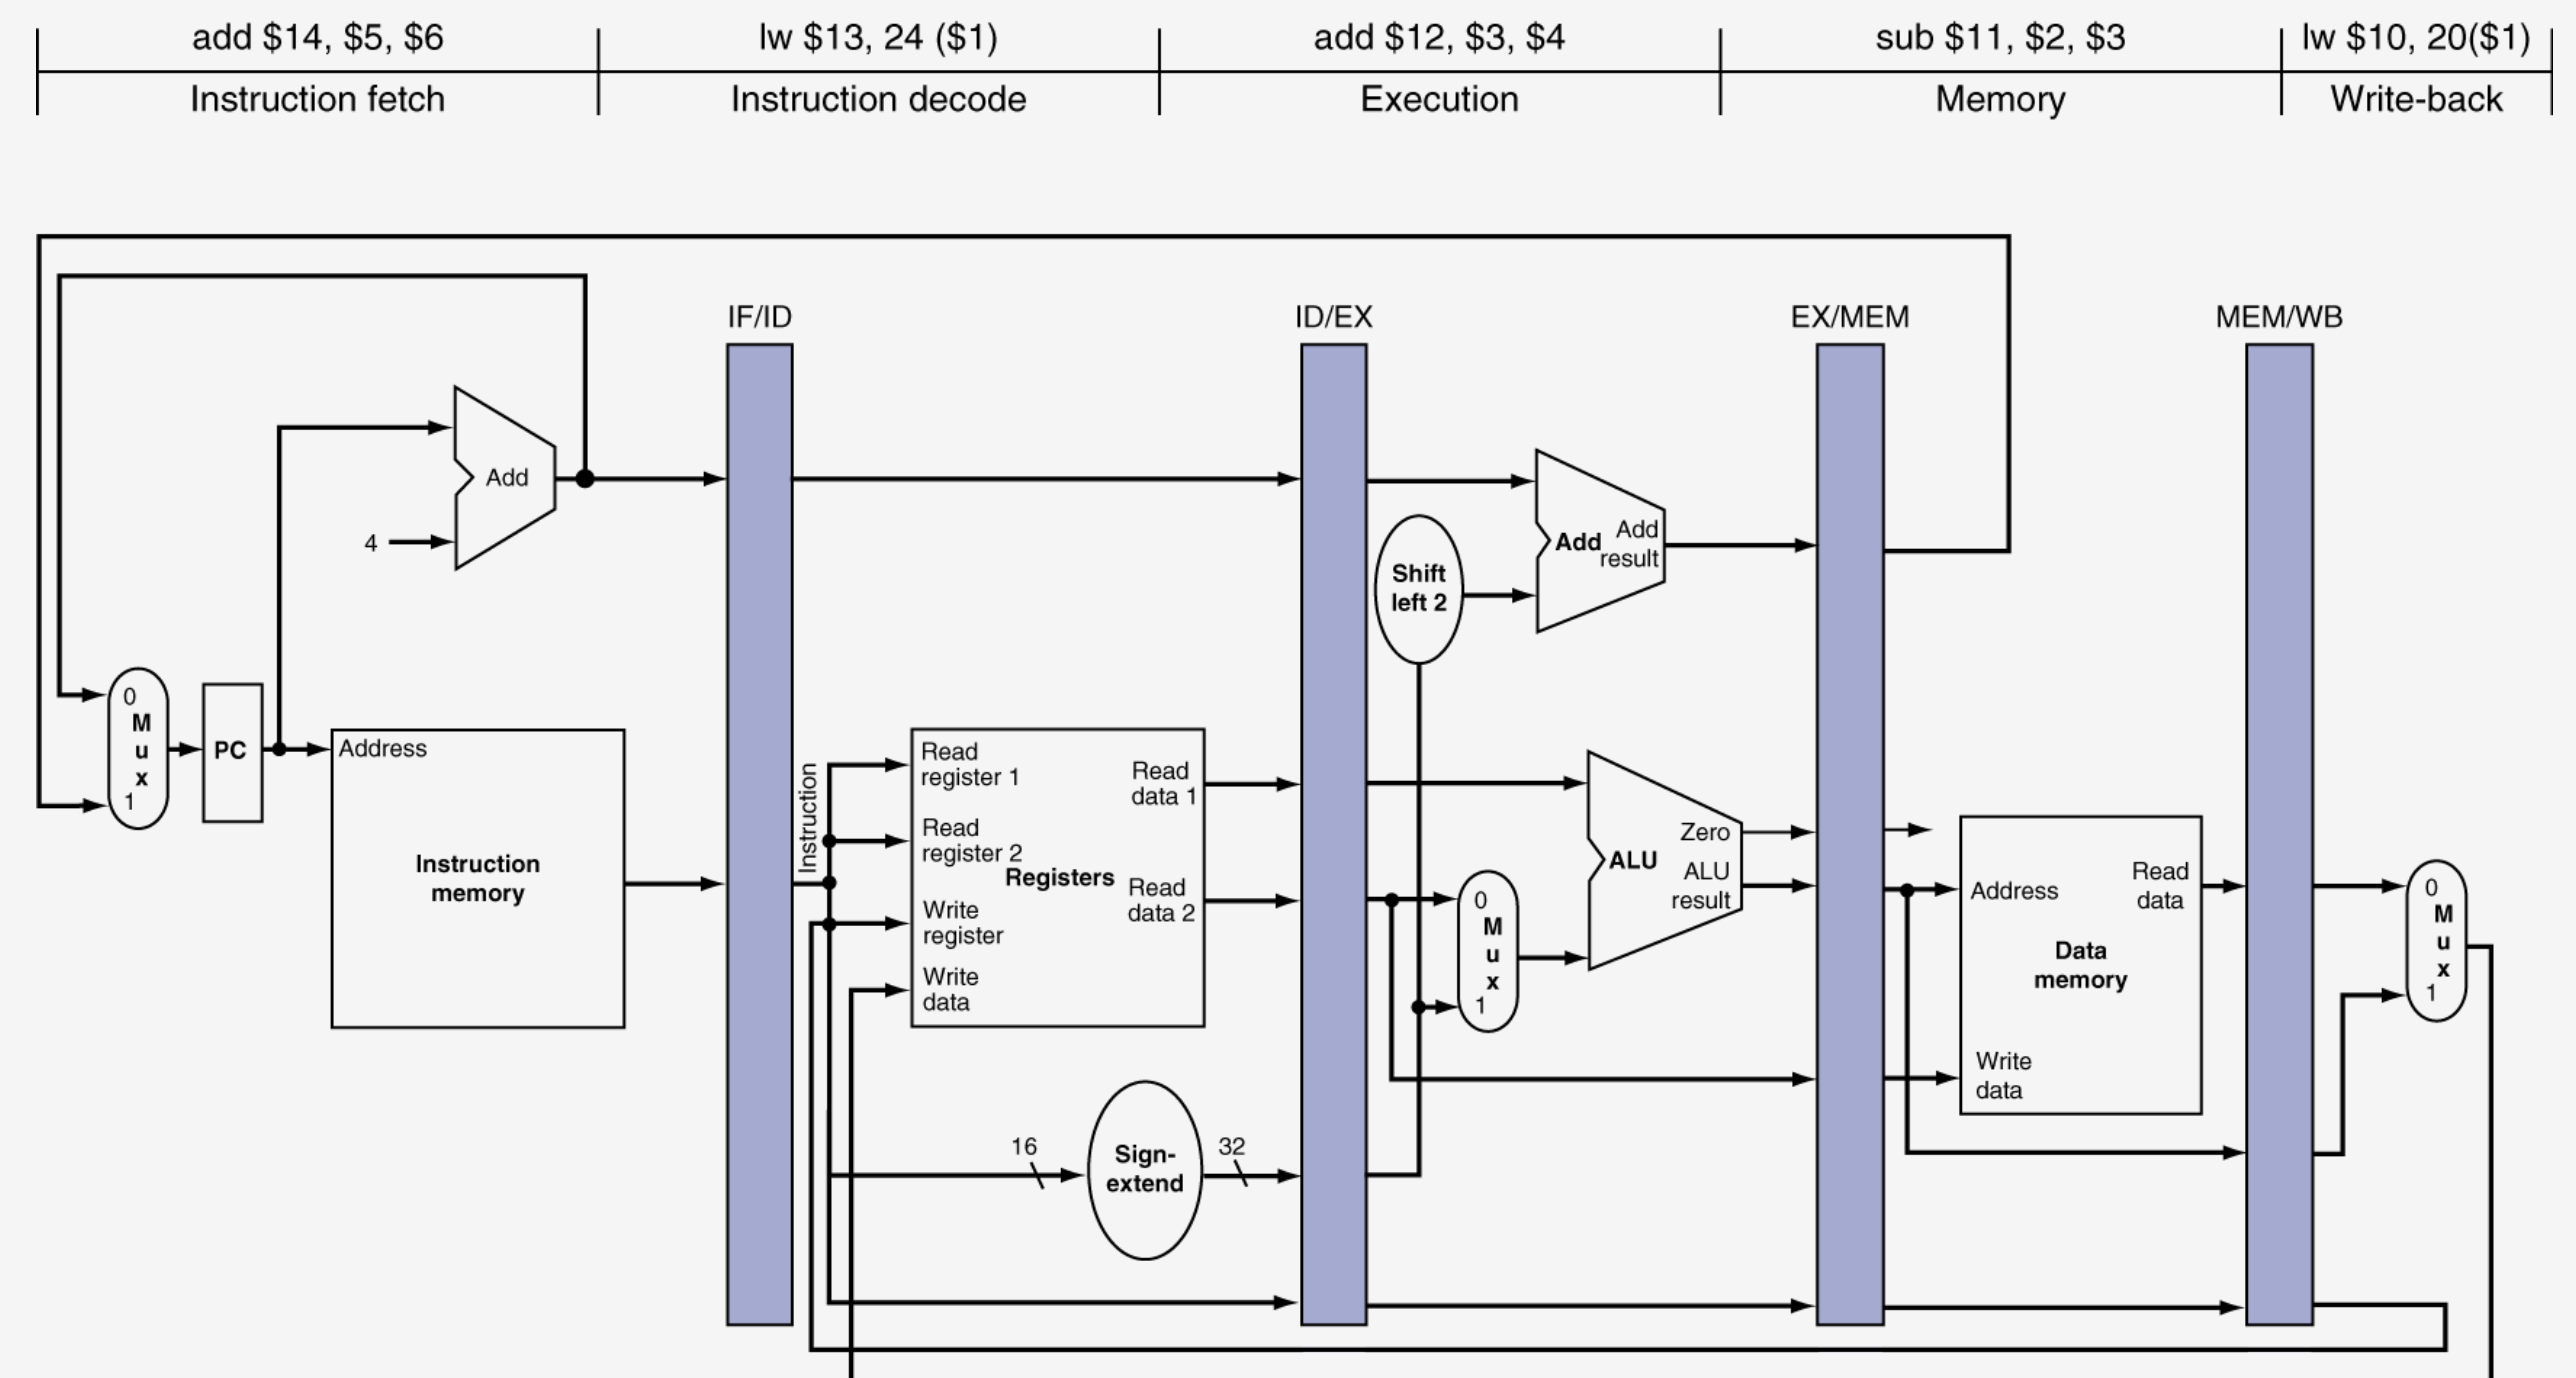 add $14, $5, $6
lw $13, 24 ($1)
add $12, $3, $4
sub $11, $2, $3
lw $10, 20($1)
Instruction fetch
Instruction decode
Execution
Memory
Write-back
IF/ID
ID/EX
EX/MEM
MEM/WB
Add
4
Add
Add
result
Shift
left 2
0
M
u
x
1
PC
Address
Instruction
memory
Instruction
Read
register 1
Read
register 2
Write
register
Write
data
Registers
Read
data 1
Read
data 2
16
Sign-
extend
32
0
M
u
x
1
ALU
Zero
ALU
result
Address
Read
data
Data
memory
Write
data
0
M
u
x
1